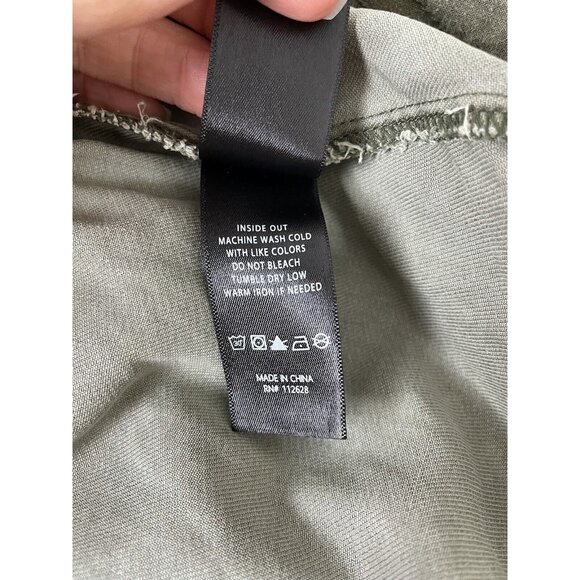 INSIDE OUT
MACHINE WASH COLD
WITH LIKE COLORS
DO NOT BLEACH
TUMBLE DRY LOW
WARM IRON IF NEEDED
MADE IN CHINA
RN# 112628